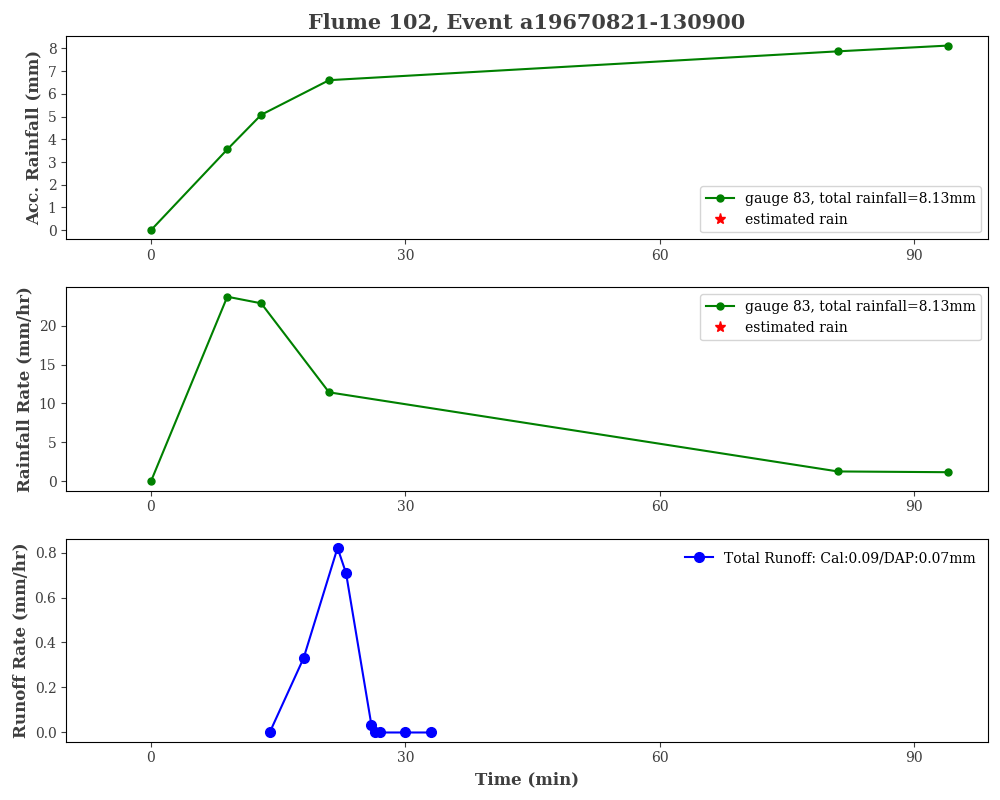 Flume 102, Event a19670821-130900
Acc. Rainfall (mm)
8
7
6
5
4
3
2
1
0
gauge 83, total rainfall=8.13mm
estimated rain
0 30 60 90
Rainfall Rate (mm/hr)
20
15
10
5
0
gauge 83, total rainfall=8.13mm
estimated rain
0 30 60 90
Runoff Rate (mm/hr)
0.8
0.6
0.4
0.2
0.0
Total Runoff: Cal:0.09/DAP:0.07mm
0 30 60 90
Time (min)